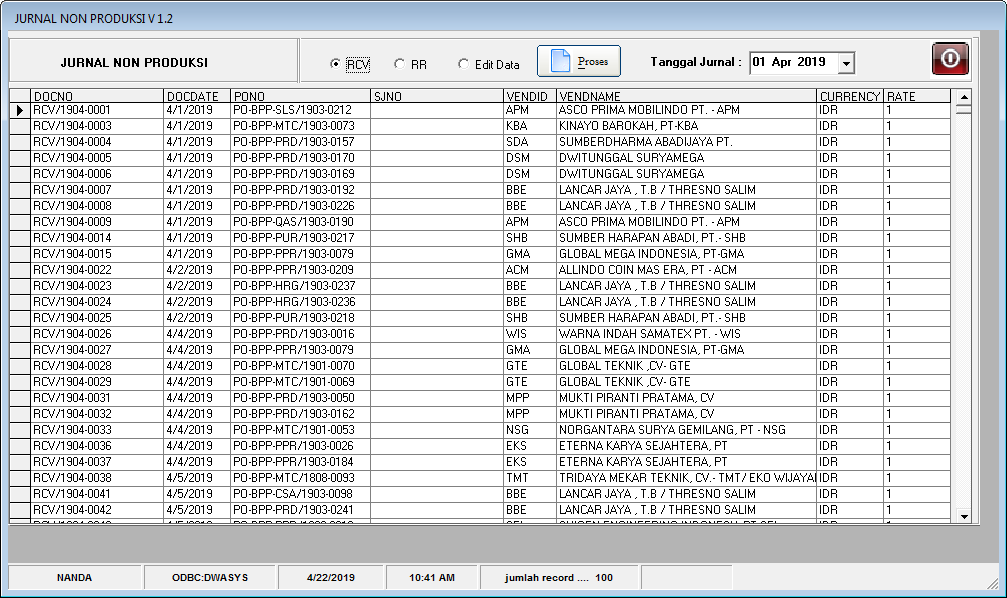 JURNAL NON PRODUKSI V 1.2
JURNAL NON PRODUKSI RCV RR Edit Data Proses Tanggal Jurnal : 01 Apr 2019
DOCNO DOCDATE PONO SJNO VENDID VENDNAME CURRENCY RATE
RCV/1904-0001 4/1/2019 PO-BPP-SLS/1903-0212 APM ASCO PRIMA MOBILINDO PT. - APM IDR 1
RCV/1904-0003 4/1/2019 PO-BPP-MTC/1903-0073 KBA KINAYO BAROKAH, PT-KBA IDR 1
RCV/1904-0004 4/1/2019 PO-BPP-PRD/1903-0157 SDA SUMBERDHARMA ABADIJAYA PT. IDR 1
RCV/1904-0005 4/1/2019 PO-BPP-PRD/1903-0170 DSM DWITUNGGAL SURYAMEGA IDR 1
RCV/1904-0006 4/1/2019 PO-BPP-PRD/1903-0169 DSM DWITUNGGAL SURYAMEGA IDR 1
RCV/1904-0007 4/1/2019 PO-BPP-PRD/1903-0192 BBE LANCAR JAYA , T.B / THRESNO SALIM IDR 1
RCV/1904-0008 4/1/2019 PO-BPP-PRD/1903-0226 BBE LANCAR JAYA , T.B / THRESNO SALIM IDR 1
RCV/1904-0009 4/1/2019 PO-BPP-QAS/1903-0190 APM ASCO PRIMA MOBILINDO PT. - APM IDR 1
RCV/1904-0014 4/1/2019 PO-BPP-PUR/1903-0217 SHB SUMBER HARAPAN ABADI, PT.- SHB IDR 1
RCV/1904-0015 4/1/2019 PO-BPP-PPR/1903-0079 GMA GLOBAL MEGA INDONESIA, PT-GMA IDR 1
RCV/1904-0022 4/2/2019 PO-BPP-PPR/1903-0209 ACM ALLINDO COIN MAS ERA, PT - ACM IDR 1
RCV/1904-0023 4/2/2019 PO-BPP-HRG/1903-0237 BBE LANCAR JAYA , T.B / THRESNO SALIM IDR 1
RCV/1904-0024 4/2/2019 PO-BPP-HRG/1903-0236 BBE LANCAR JAYA , T.B / THRESNO SALIM IDR 1
RCV/1904-0025 4/2/2019 PO-BPP-PUR/1903-0218 SHB SUMBER HARAPAN ABADI, PT.- SHB IDR 1
RCV/1904-0026 4/4/2019 PO-BPP-PRD/1903-0016 WIS WARNA INDAH SAMATEX PT. - WIS IDR 1
RCV/1904-0027 4/4/2019 PO-BPP-PPR/1903-0079 GMA GLOBAL MEGA INDONESIA, PT-GMA IDR 1
RCV/1904-0028 4/4/2019 PO-BPP-MTC/1901-0070 GTE GLOBAL TEKNIK ,CV- GTE IDR 1
RCV/1904-0029 4/4/2019 PO-BPP-MTC/1901-0069 GTE GLOBAL TEKNIK ,CV- GTE IDR 1
RCV/1904-0031 4/4/2019 PO-BPP-PRD/1903-0050 MPP MUKTI PIRANTI PRATAMA, CV IDR 1
RCV/1904-0032 4/4/2019 PO-BPP-PRD/1903-0162 MPP MUKTI PIRANTI PRATAMA, CV IDR 1
RCV/1904-0033 4/4/2019 PO-BPP-MTC/1901-0053 NSG NORGANTARA SURYA GEMILANG, PT - NSG IDR 1
RCV/1904-0036 4/4/2019 PO-BPP-PPR/1903-0026 EKS ETERNA KARYA SEJAHTERA, PT IDR 1
RCV/1904-0037 4/4/2019 PO-BPP-PPR/1903-0184 EKS ETERNA KARYA SEJAHTERA, PT IDR 1
RCV/1904-0038 4/5/2019 PO-BPP-MTC/1808-0093 TMT TRIDAYA MEKAR TEKNIK, CV.- TMT/ EKO WIJAYA IDR 1
RCV/1904-0041 4/5/2019 PO-BPP-CSA/1903-0098 BBE LANCAR JAYA , T.B / THRESNO SALIM IDR 1
RCV/1904-0042 4/5/2019 PO-BPP-PRD/1903-0241 BBE LANCAR JAYA , T.B / THRESNO SALIM IDR 1
NANDA ODBC:DWASYS 4/22/2019 10:41 AM jumlah record .... 100